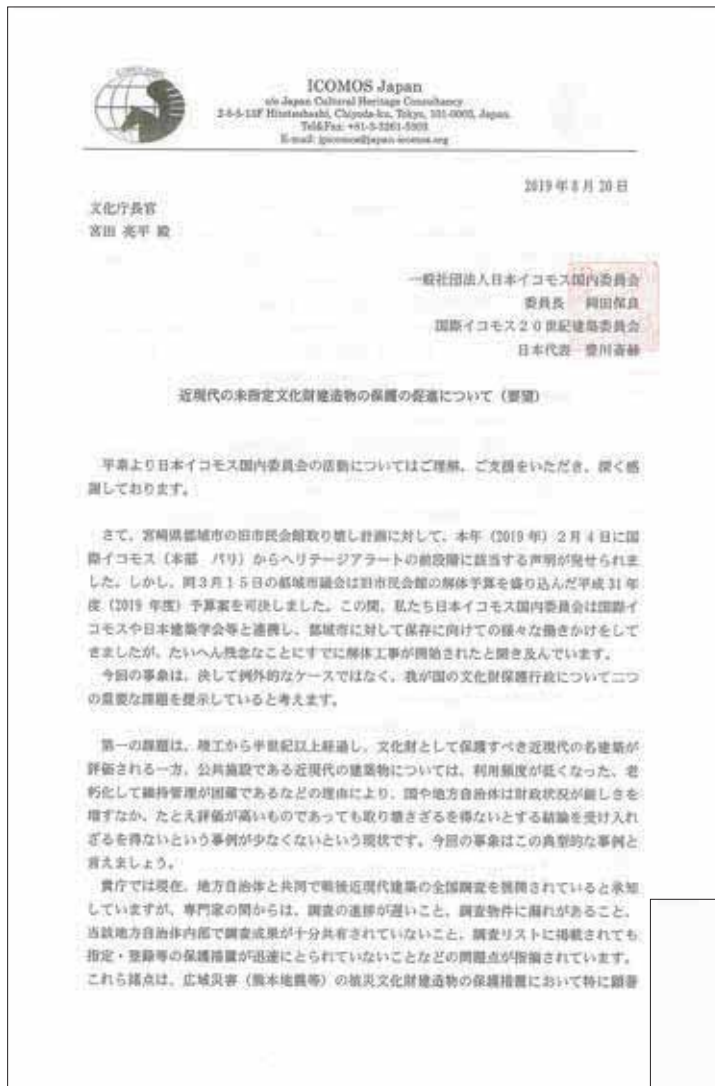 ICOMOS Japan
c/o Japan Cultural Heritage Consultancy
2-5-5-13F Hitotsubashi, Chiyoda-ku, Tokyo, 101-0003, Japan.
Tel&Fax: +81-3-3261-5303
E-mail: jpicomos@japan-icomos.org
2019年8月20日
文化庁長官
宮田 亮平 殿
一般社団法人日本イコモス国内委員会
委員長 岡田保良
国際イコモス20世紀建築委員会
日本代表 豊川斎赫
近現代の未指定文化財建造物の保護の促進について（要望）
平素より日本イコモス国内委員会の活動についてはご理解、ご支援をいただき、深く感
謝しております。
さて、宮崎県都城市の旧市民会館取り壊し計画に対して、本年（2019年）2月4日に国
際イコモス（本部 パリ）からヘリテージアラートの前段階に該当する声明が発せられま
した。しかし、同3月15日の都城市議会は旧市民会館の解体予算を盛り込んだ平成31年
度（2019年度）予算案を可決しました。この間、私たち日本イコモス国内委員会は国際イ
コモスや日本建築学会等と連携し、都城市に対して保存に向けての様々な働きかけをして
きましたが、たいへん残念なことにすでに解体工事が開始されたと聞き及んでいます。
今回の事象は、決して例外的なケースではなく、我が国の文化財保護行政について二つ
の重要な課題を提示していると考えます。
第一の課題は、竣工から半世紀以上経過し、文化財として保護すべき近現代の名建築が
評価される一方、公共施設である近現代の建築物については、利用頻度が低くなった、老
朽化して維持管理が困難であるなどの理由により、国や地方自治体は財政状況が厳しさを
増すなか、たとえ評価が高いものであっても取り壊さざるを得ないとする結論を受け入れ
ざるを得ないという事例が少なくないという現状です。今回の事象はこの典型的な事例と
言えましょう。
貴庁では現在、地方自治体と共同で戦後近現代建築の全国調査を展開されていると承知
していますが、専門家の間からは、調査の進捗が遅いこと、調査物件に漏れがあること、
当該地方自治体内部で調査成果が十分共有されていないこと、調査リストに掲載されても
指定・登録等の保護措置が迅速にとられていないことなどの問題点が指摘されています。
これら諸点は、広域災害（熊本地震等）の被災文化財建造物の保護措置において特に顕著